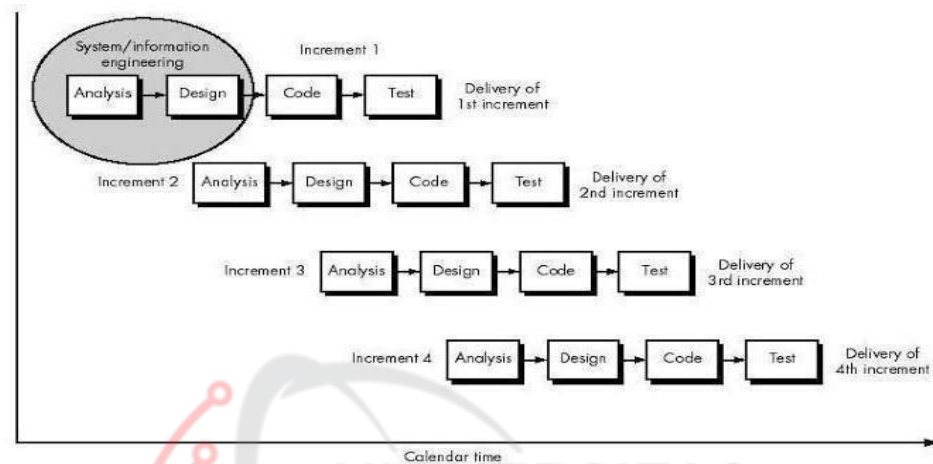 System/information
engineering
Increment 1
Analysis
Design
Code
Test
Delivery of
1st increment
Increment 2
Analysis
Design
Code
Test
Delivery of
2nd increment
Increment 3
Analysis
Design
Code
Test
Delivery of
3rd increment
Increment 4
Analysis
Design
Code
Test
Delivery of
4th increment
Calendar time